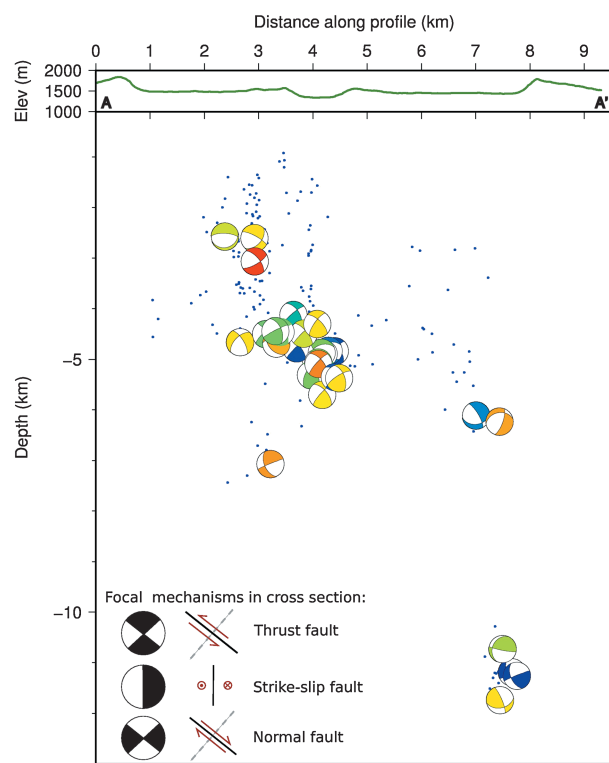 Distance along profile (km)
0 1 2 3 4 5 6 7 8 9
Elev (m)
2000
1500
1000
A A'
Depth (km)
−5
−10
Focal mechanisms in cross section:
Thrust fault
Strike-slip fault
Normal fault